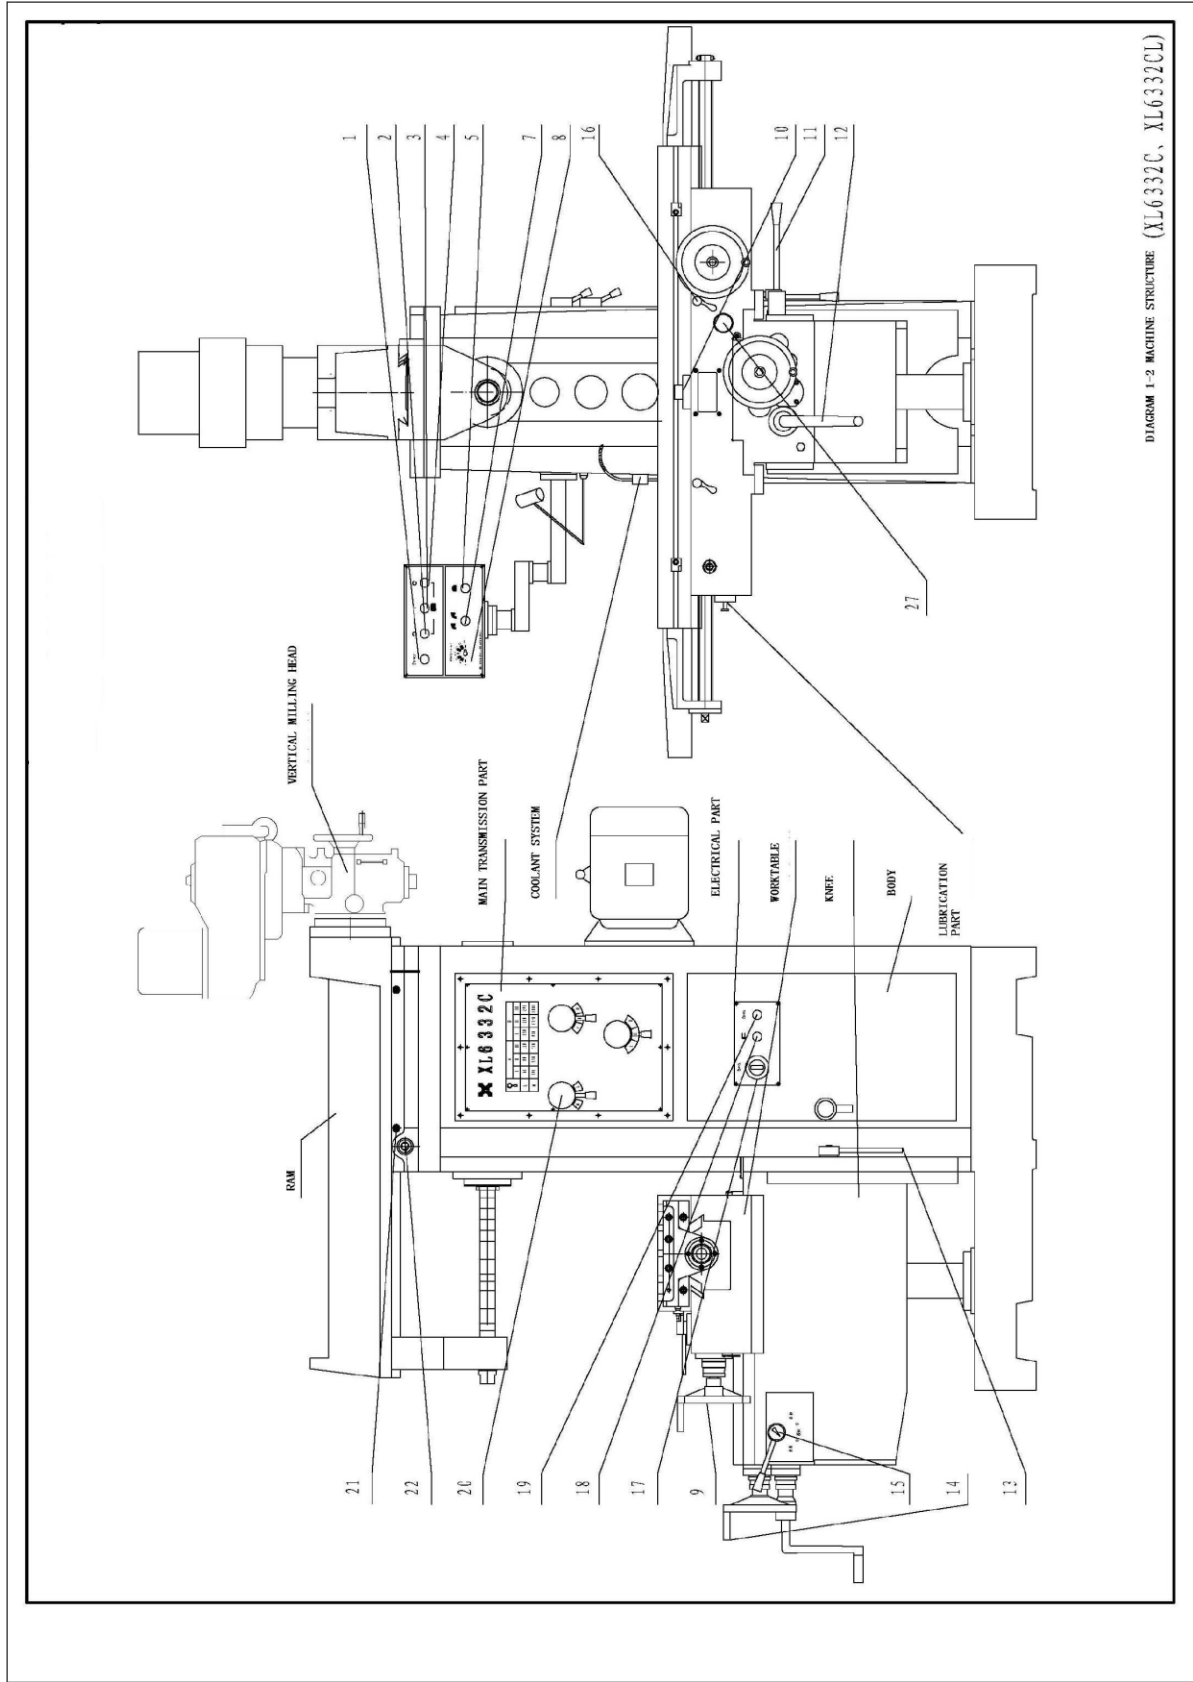 1
2
3
4
5
7
8
16
10
11
12
27
VERTICAL MILLING HEAD
MAIN TRANSMISSION PART
COOLANT SYSTEM
ELECTRICAL PART
WORKTABLE
KNEE
BODY
LUBRICATION
PART
RAM
XL6332C
21
22
20
19
18
17
9
15
14
13
DIAGRAM 1-2 MACHINE STRUCTURE (XL6332C、XL6332CL)